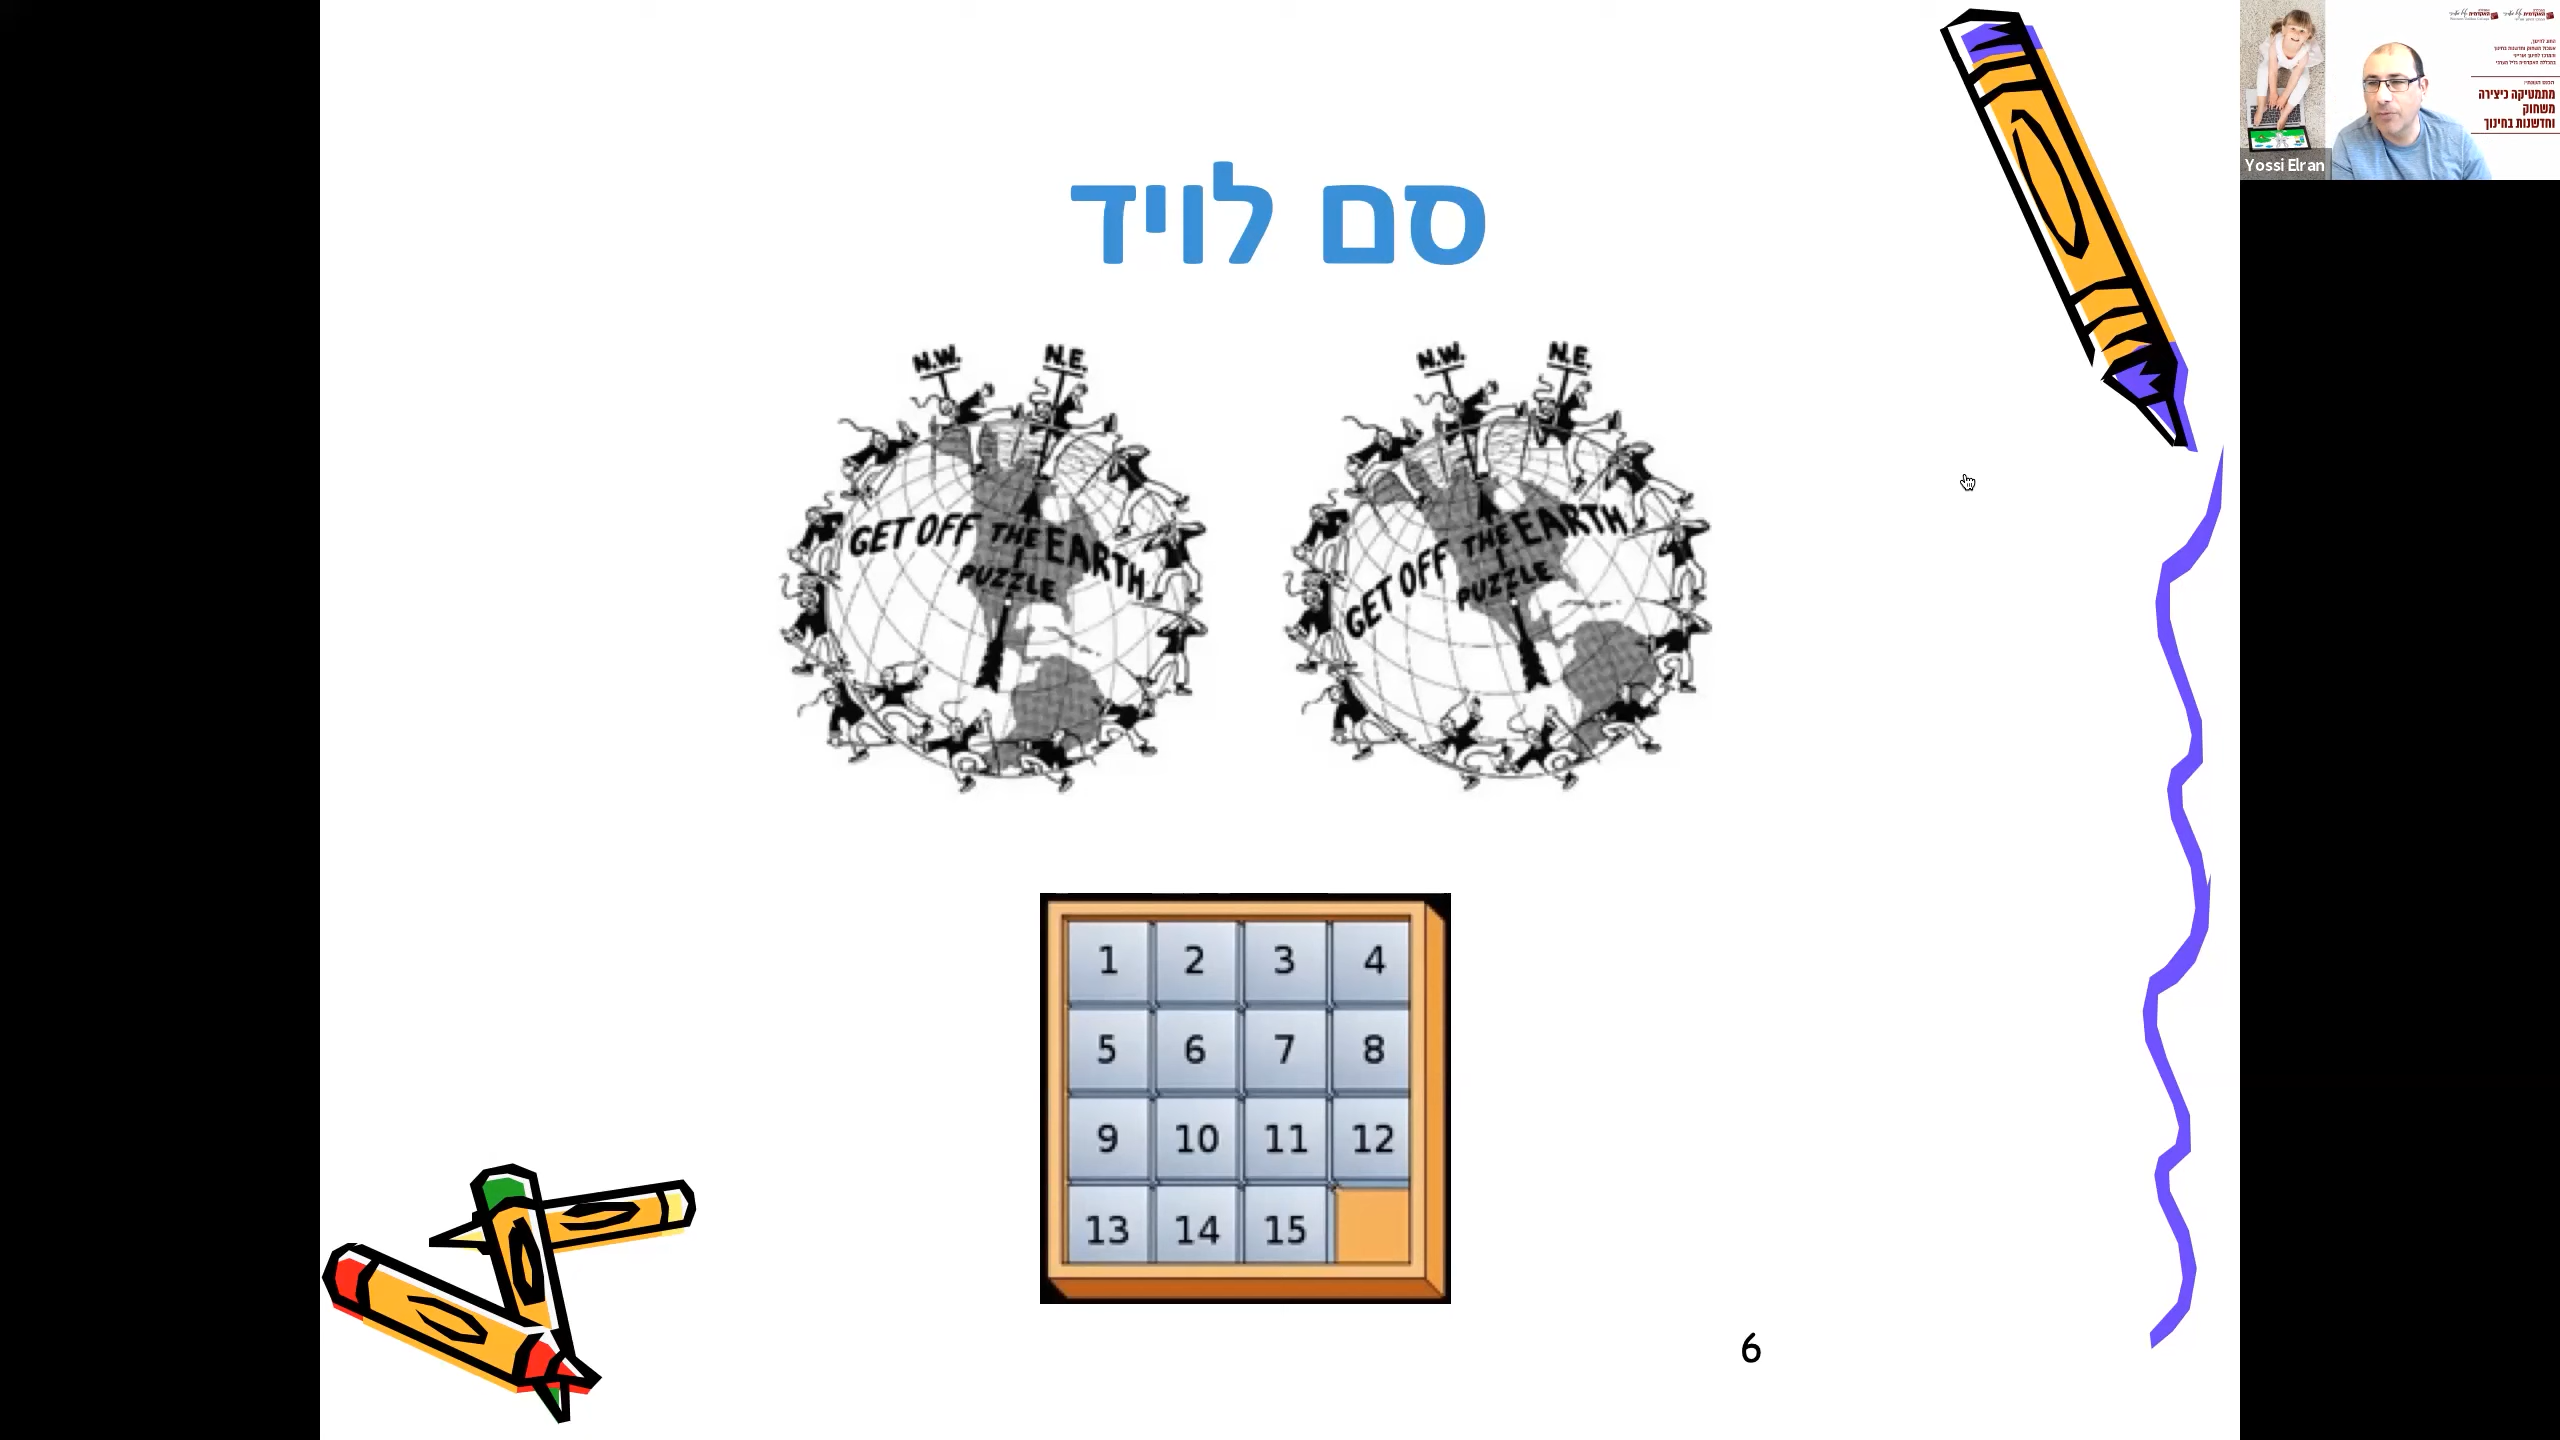 סם לויד
N.W.
N.E.
GET OFF THE EARTH
PUZZLE
N.W.
N.E.
GET OFF THE EARTH
PUZZLE
1 2 3 4
5 6 7 8
9 10 11 12
13 14 15
6
מתמטיקה כיצירה
משחוק
וחדשנות בחינוך
Yossi Elran